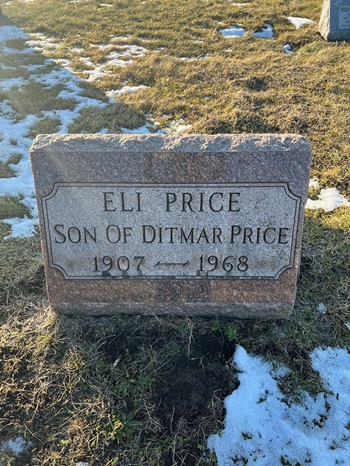 ELI PRICE
SON OF DITMAR PRICE
1907 — 1968